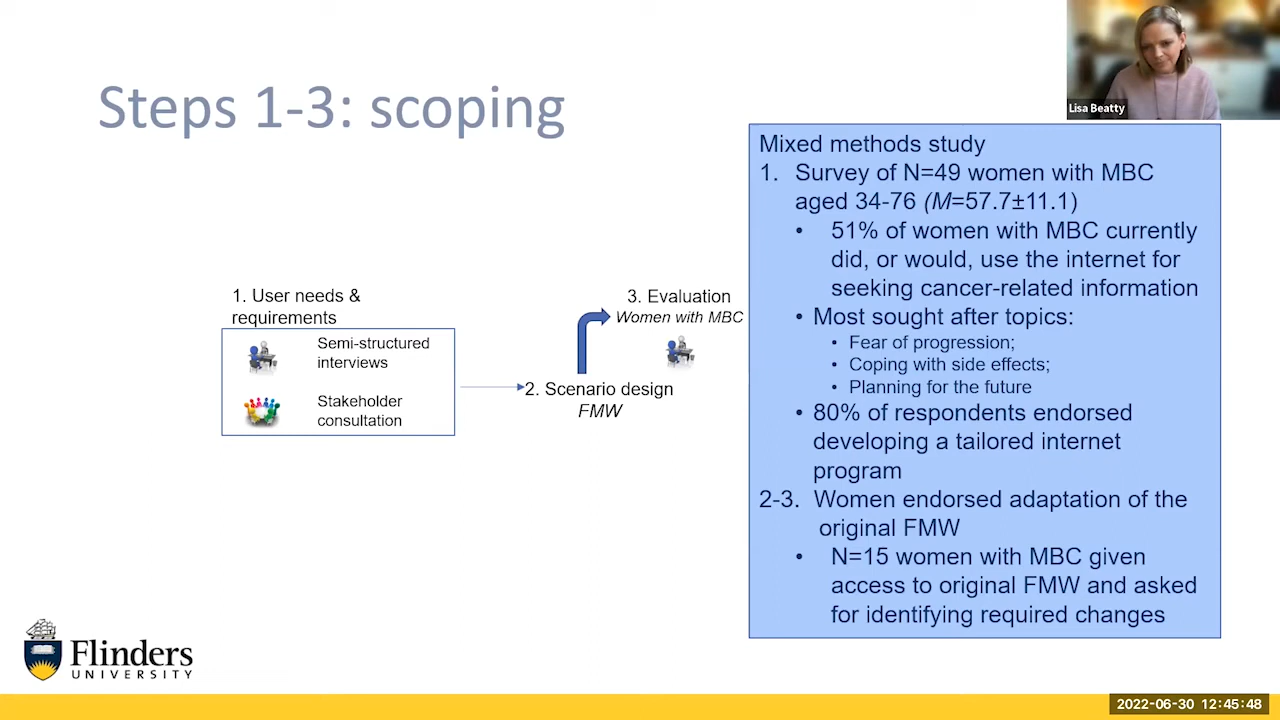 Steps 1-3: scoping
Lisa Beatty
1. User needs &
requirements
Semi-structured
interviews
Stakeholder
consultation
2. Scenario design
FMW
3. Evaluation
Women with MBC
Mixed methods study
1. Survey of N=49 women with MBC
aged 34-76 (M=57.7±11.1)
• 51% of women with MBC currently
did, or would, use the internet for
seeking cancer-related information
• Most sought after topics:
• Fear of progression;
• Coping with side effects;
• Planning for the future
• 80% of respondents endorsed
developing a tailored internet
program
2-3. Women endorsed adaptation of the
original FMW
• N=15 women with MBC given
access to original FMW and asked
for identifying required changes
Flinders
UNIVERSITY
2022-06-30 12:45:48